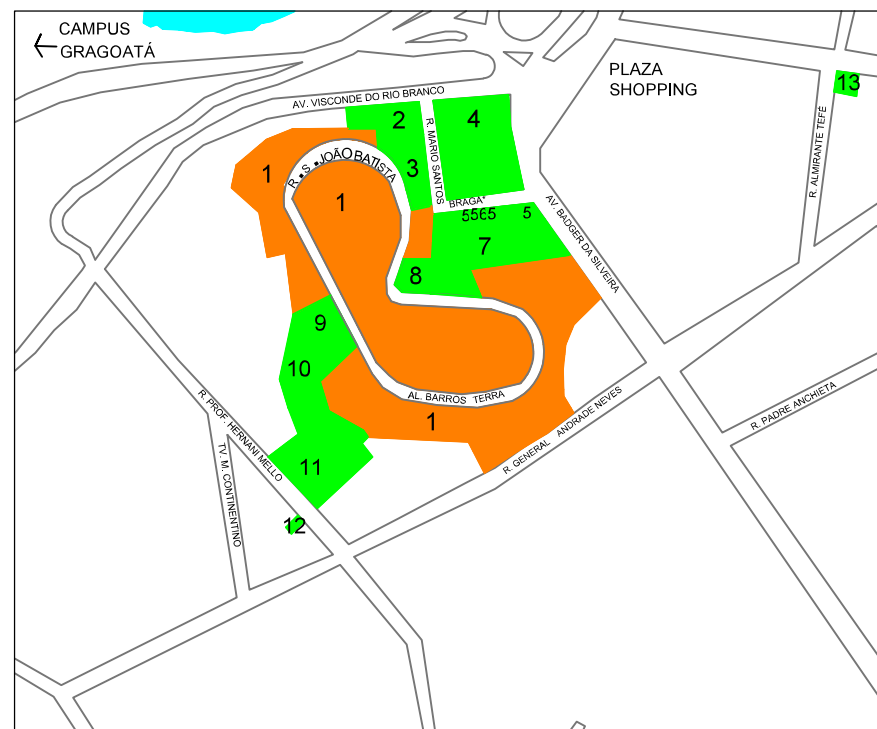 CAMPUS
GRAGOATÁ
PLAZA
SHOPPING
13
AV. VISCONDE DO RIO BRANCO
2
4
R. MARIO SANTOS
BRAGA
3
R. S. JOÃO BATISTA
1
1
R. ALMIRANTE TEFÉ
5565
5
7
8
AV. BADGER DA SILVEIRA
9
10
AL. BARROS TERRA
1
R. GENERAL ANDRADE NEVES
R. PADRE ANCHIETA
R. PROF. HERNANI MELLO
11
TV. M. CONTINENTINO
12